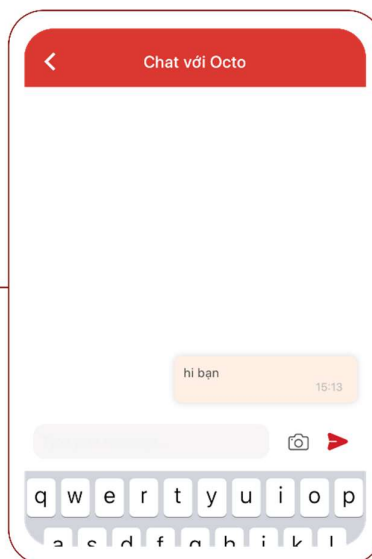 Chat với Octo
hi bạn
15:13
q w e r t y u i o p
a s d f g h j k l